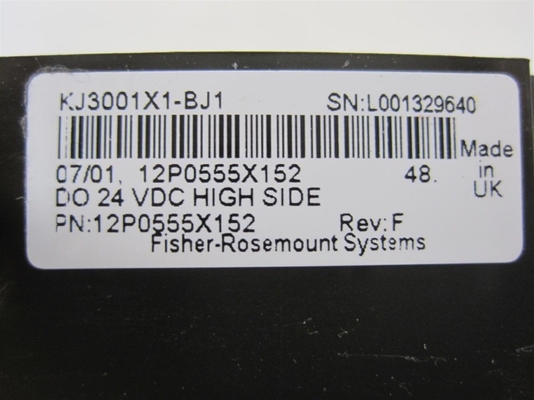 KJ3001X1-BJ1 SN:L001329640
Made in UK
07/01, 12P0555X152 48.
DO 24 VDC HIGH SIDE
PN:12P0555X152 Rev:F
Fisher-Rosemount Systems